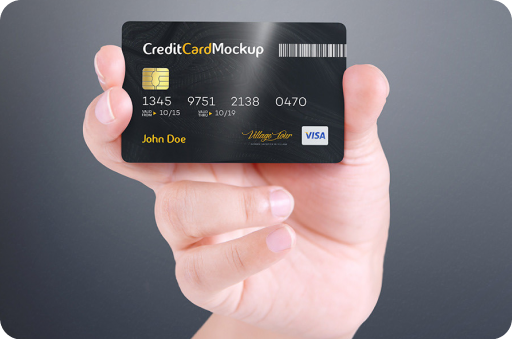 CreditCardMockup
1345 9751 2138 0470
VALID FROM ▸ 10/15 VALID THRU ▸ 10/19
John Doe
Village Tour
VISA